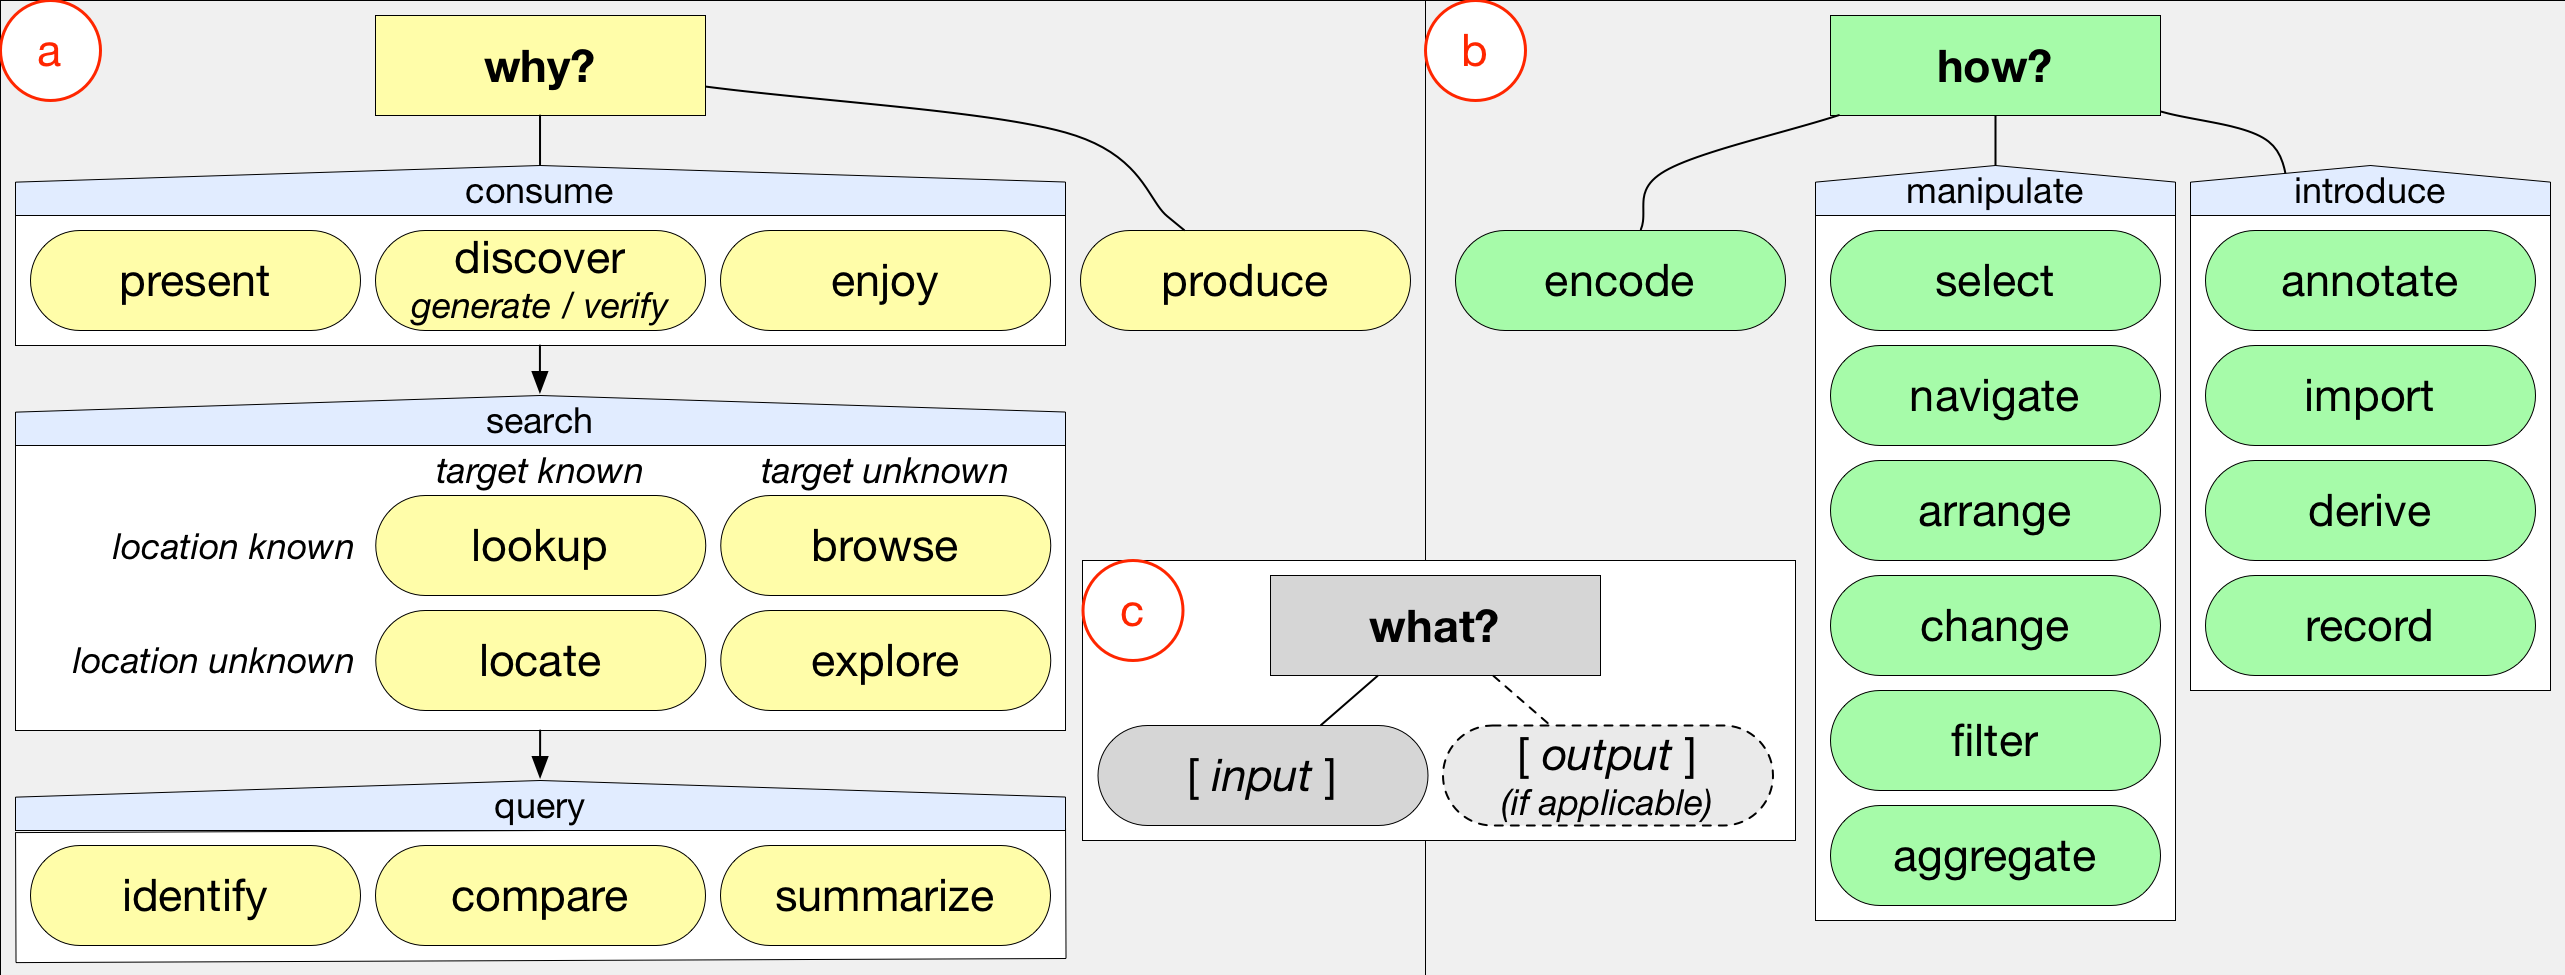 a
why?
consume
present
discover
generate / verify
enjoy
produce
search
target known
target unknown
location known
lookup
browse
location unknown
locate
explore
query
identify
compare
summarize
b
how?
encode
manipulate
select
navigate
arrange
change
filter
aggregate
introduce
annotate
import
derive
record
c
what?
[ input ]
[ output ]
(if applicable)